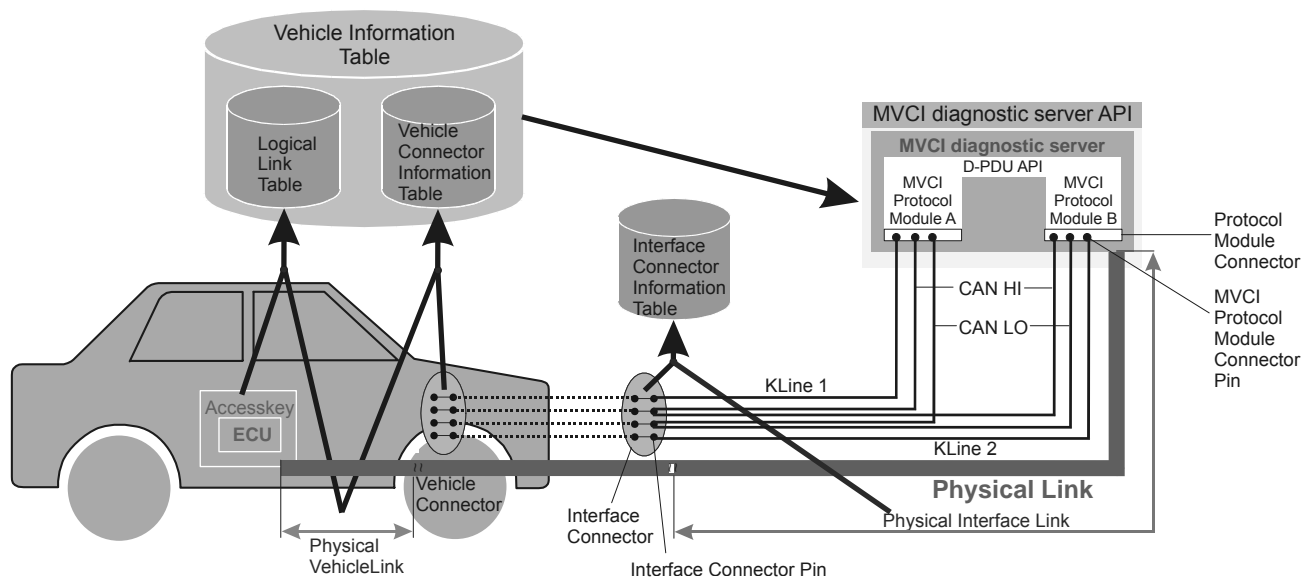 Vehicle Information
Table
Logical
Link
Table
Vehicle
Connector
Information
Table
MVCI diagnostic server API
MVCI diagnostic server
D-PDU API
MVCI
Protocol
Module A
MVCI
Protocol
Module B
Protocol
Module
Connector
MVCI
Protocol
Module
Connector
Pin
Interface
Connector
Information
Table
CAN HI
CAN LO
KLine 1
KLine 2
Accesskey
ECU
Vehicle
Connector
Physical Link
Physical Interface Link
Interface
Connector
Physical
VehicleLink
Interface Connector Pin